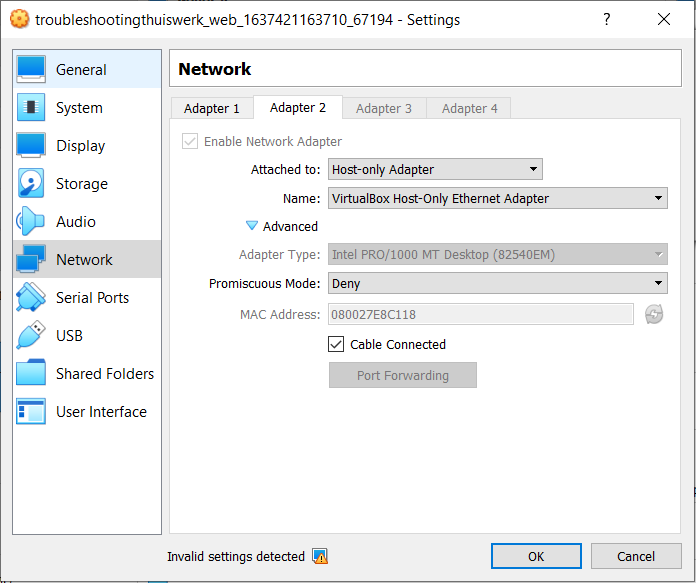 troubleshootingthuiswerk_web_1637421163710_67194 - Settings
?
General
System
Display
Storage
Audio
Network
Serial Ports
USB
Shared Folders
User Interface
Network
Adapter 1 Adapter 2 Adapter 3 Adapter 4
Enable Network Adapter
Attached to: Host-only Adapter
Name: VirtualBox Host-Only Ethernet Adapter
Advanced
Adapter Type: Intel PRO/1000 MT Desktop (82540EM)
Promiscuous Mode: Deny
MAC Address: 080027E8C118
Cable Connected
Port Forwarding
Invalid settings detected
OK Cancel